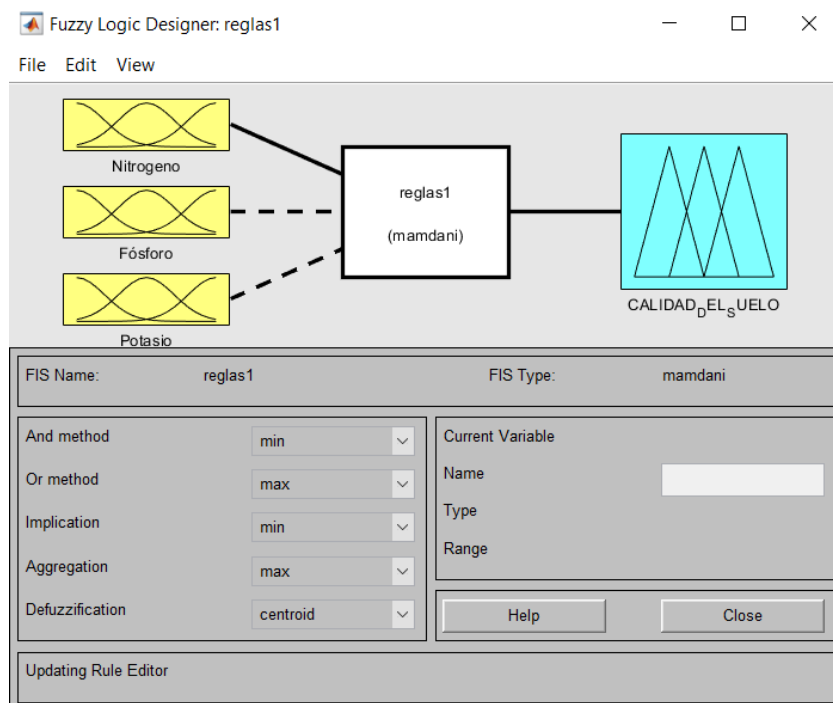 Fuzzy Logic Designer: reglas1
File Edit View
Nitrogeno
Fósforo
Potasio
reglas1
(mamdani)
CALIDAD_DEL_SUELO
FIS Name: reglas1 FIS Type: mamdani
And method min
Or method max
Implication min
Aggregation max
Defuzzification centroid
Current Variable
Name
Type
Range
Help Close
Updating Rule Editor